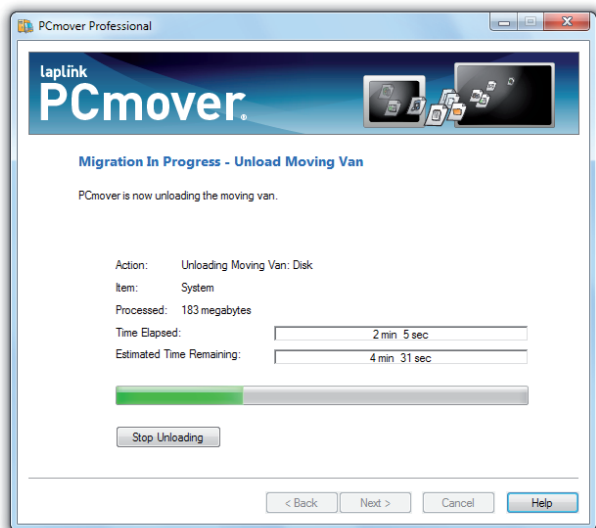 PCmover Professional
laplink
PCmover®
Migration In Progress - Unload Moving Van
PCmover is now unloading the moving van.
Action: Unloading Moving Van: Disk
Item: System
Processed: 183 megabytes
Time Elapsed: 2 min 5 sec
Estimated Time Remaining: 4 min 31 sec
Stop Unloading
< Back Next > Cancel Help